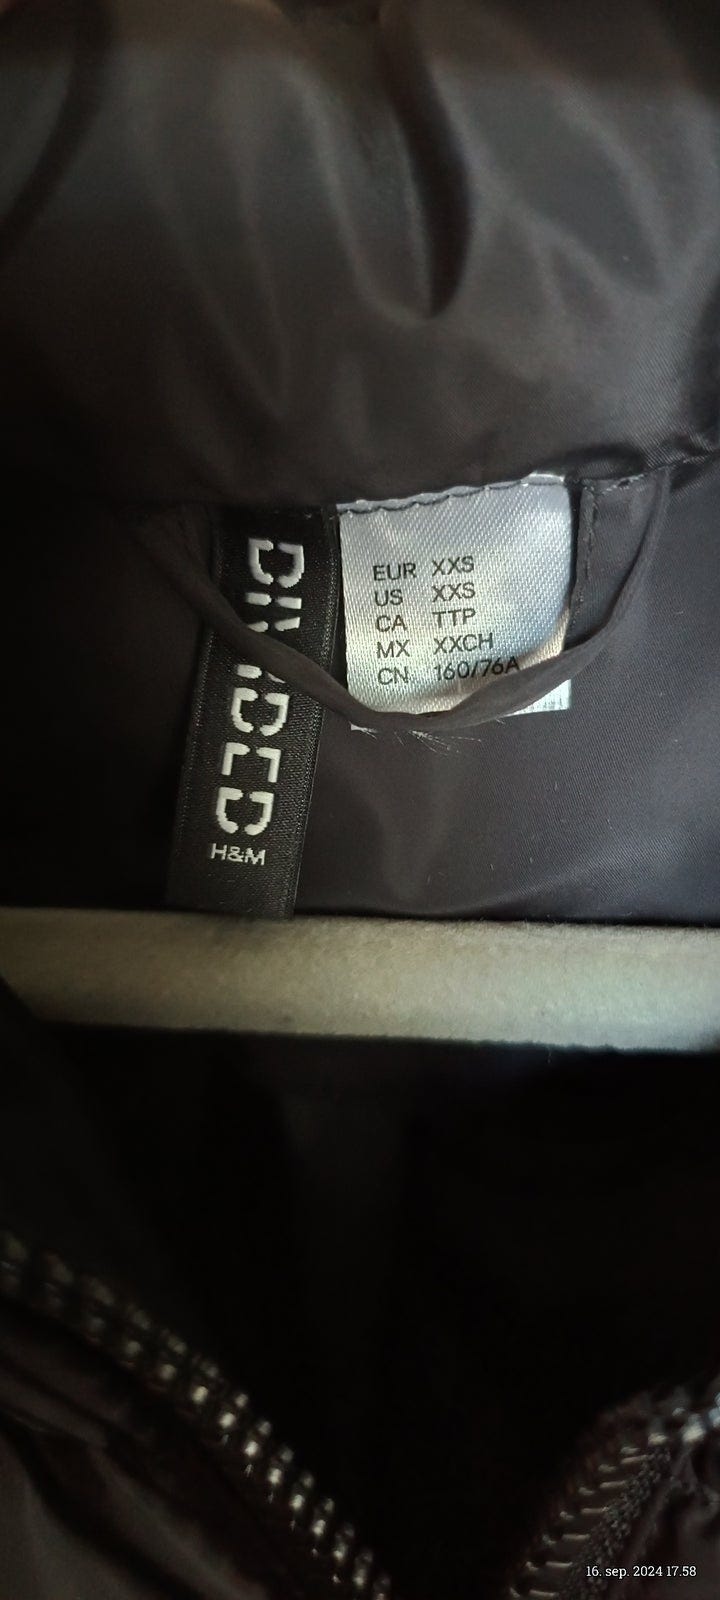 DIVIDED
H&M
EUR XXS
US XXS
CA TTP
MX XXCH
CN 160/76A
16. sep. 2024 17.58